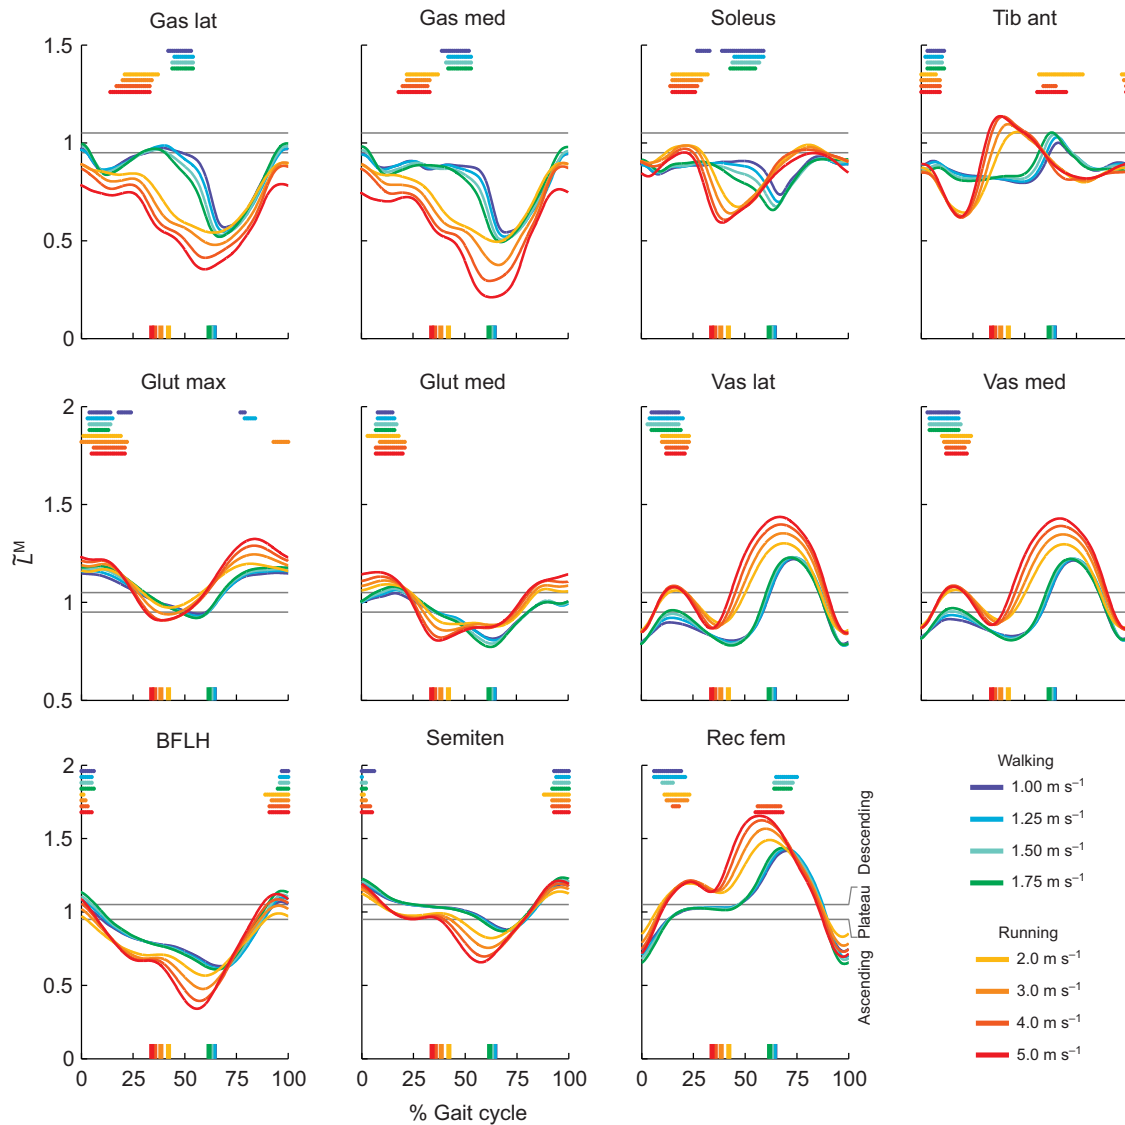 Gas lat
Gas med
Soleus
Tib ant
1.5
1
0.5
0
Glut max
Glut med
Vas lat
Vas med
2
1.5
1
0.5
L̃ᴹ
BFLH
Semiten
Rec fem
2
1.5
1
0.5
0
0 25 50 75 100
0 25 50 75 100
0 25 50 75 100
% Gait cycle
Ascending Plateau Descending
Walking
1.00 m s⁻¹
1.25 m s⁻¹
1.50 m s⁻¹
1.75 m s⁻¹
Running
2.0 m s⁻¹
3.0 m s⁻¹
4.0 m s⁻¹
5.0 m s⁻¹